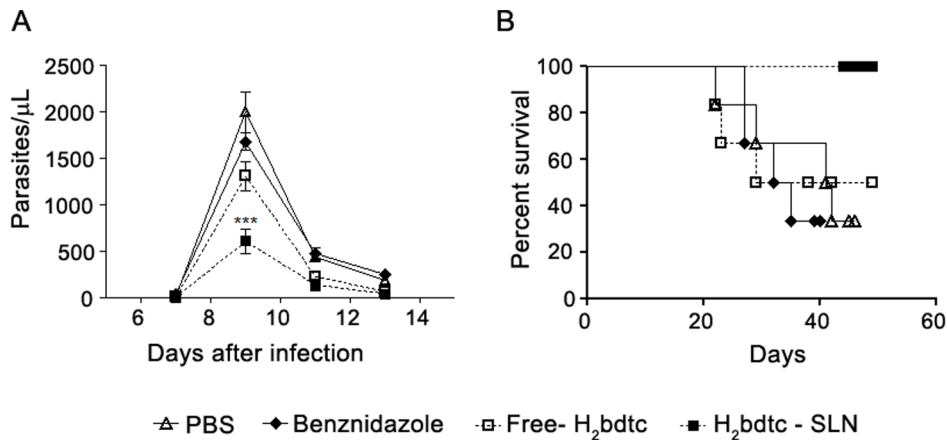 A
B
Parasites/µL
2500
2000
1500
1000
500
0
***
6 8 10 12 14
Days after infection
Percent survival
100
80
60
40
20
0
0 20 40 60
Days
PBS Benznidazole Free- H₂bdtc H₂bdtc - SLN